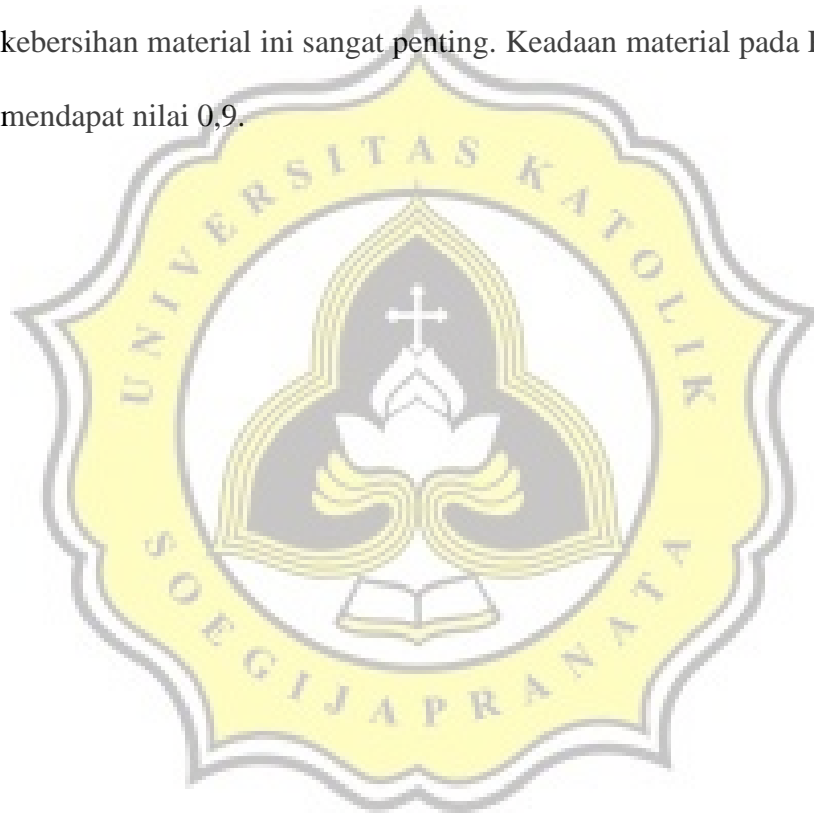 kebersihan material ini sangat penting. Keadaan material pada
mendapat nilai 0,9.
UNIVERSITAS KATOLIK
SOEGIJAPRANATA